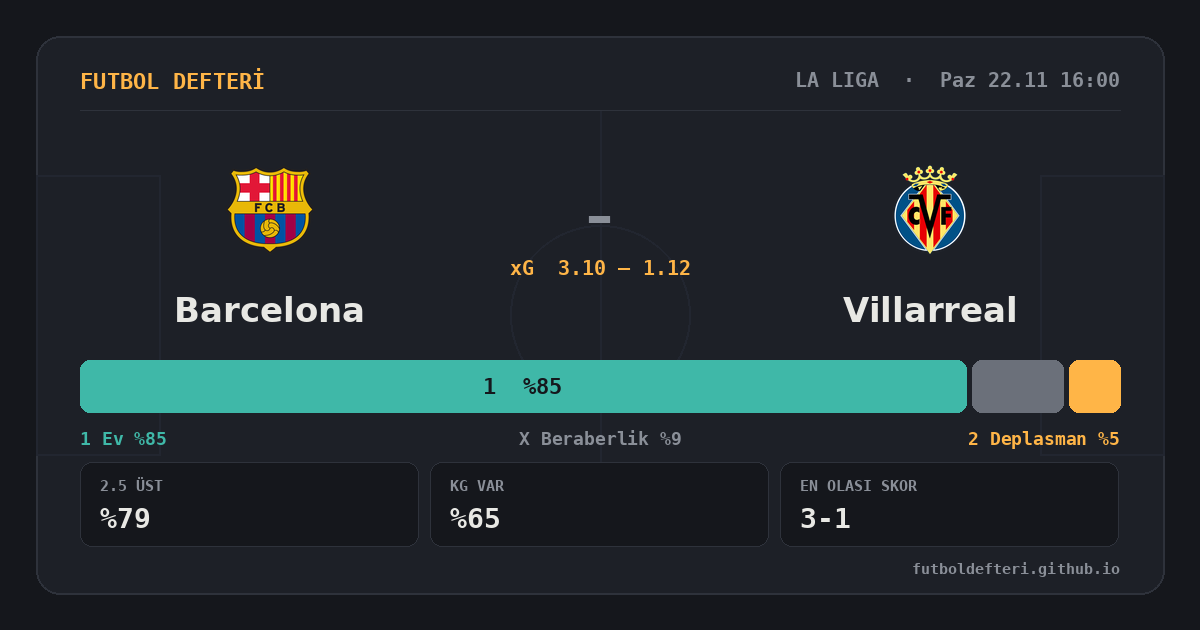 FUTBOL DEFTERİ
LA LIGA · Paz 22.11 16:00
FCB
CVF
–
xG 3.10 – 1.12
Barcelona
Villarreal
1 %85
1 Ev %85
X Beraberlik %9
2 Deplasman %5
2.5 ÜST
%79
KG VAR
%65
EN OLASI SKOR
3-1
futboldefteri.github.io